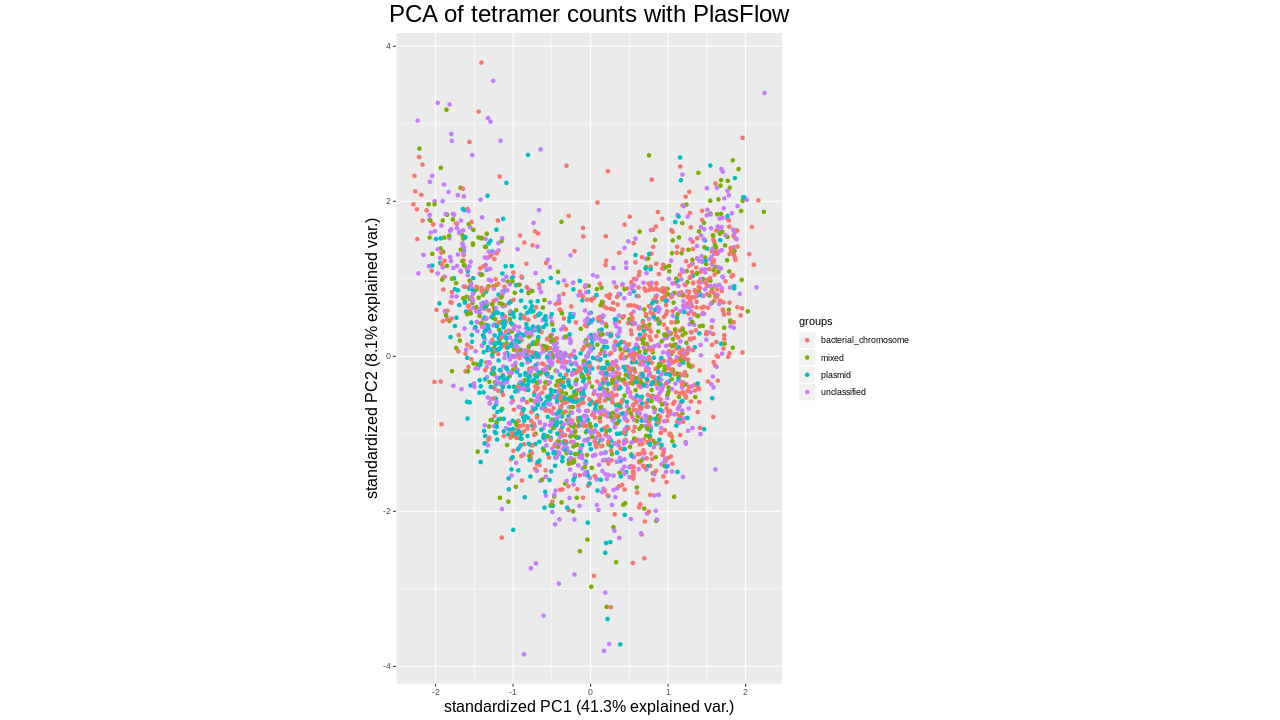 PCA of tetramer counts with PlasFlow
standardized PC2 (8.1% explained var.)
4
2
0
-2
-4
-2
-1
0
1
2
standardized PC1 (41.3% explained var.)
groups
bacterial_chromosome
mixed
plasmid
unclassified